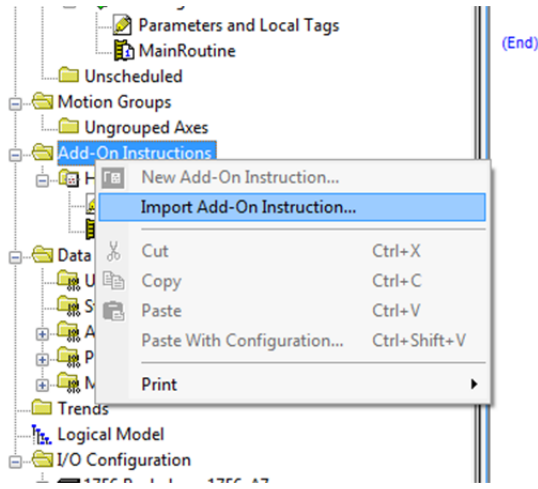 Parameters and Local Tags
(End)
MainRoutine
Unscheduled
Motion Groups
Ungrouped Axes
Add-On Instructions
H
New Add-On Instruction...
Import Add-On Instruction...
Data
Cut Ctrl+X
U
Copy Ctrl+C
S
Paste Ctrl+V
A
Paste With Configuration... Ctrl+Shift+V
P
M
Print
Trends
Logical Model
I/O Configuration